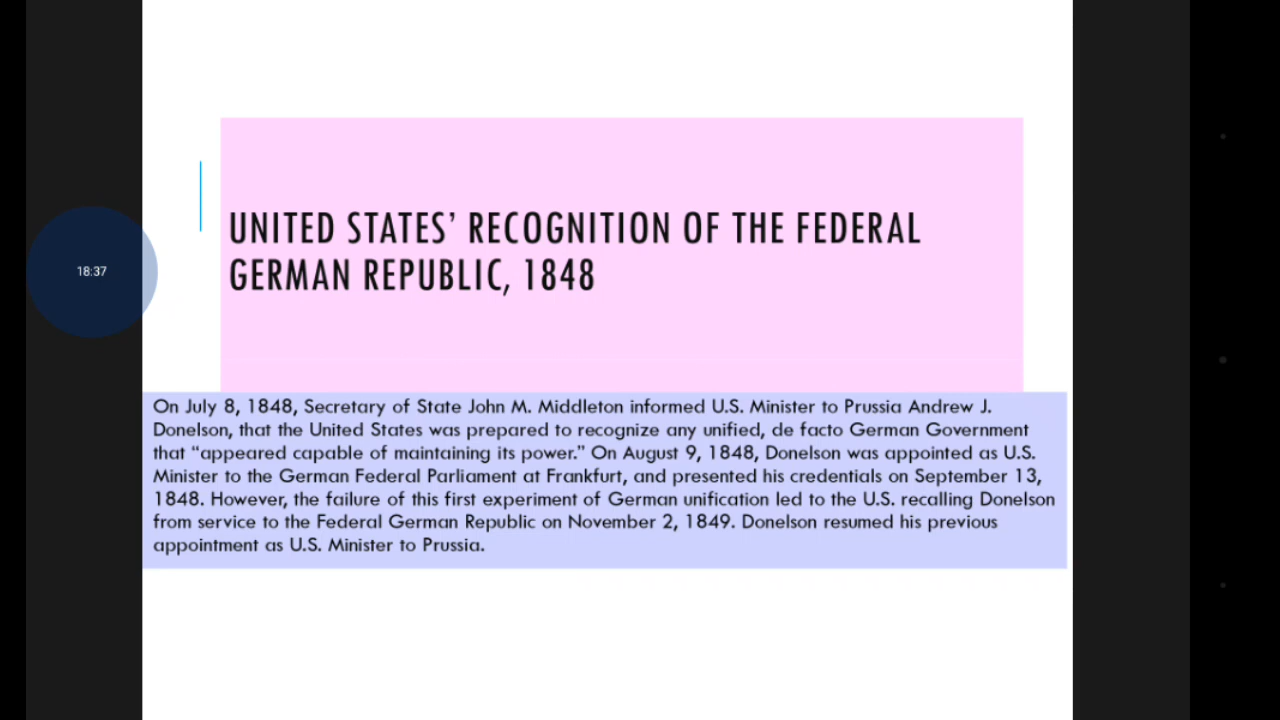 UNITED STATES’ RECOGNITION OF THE FEDERAL
GERMAN REPUBLIC, 1848
18:37
On July 8, 1848, Secretary of State John M. Middleton informed U.S. Minister to Prussia Andrew J.
Donelson, that the United States was prepared to recognize any unified, de facto German Government
that “appeared capable of maintaining its power.” On August 9, 1848, Donelson was appointed as U.S.
Minister to the German Federal Parliament at Frankfurt, and presented his credentials on September 13,
1848. However, the failure of this first experiment of German unification led to the U.S. recalling Donelson
from service to the Federal German Republic on November 2, 1849. Donelson resumed his previous
appointment as U.S. Minister to Prussia.